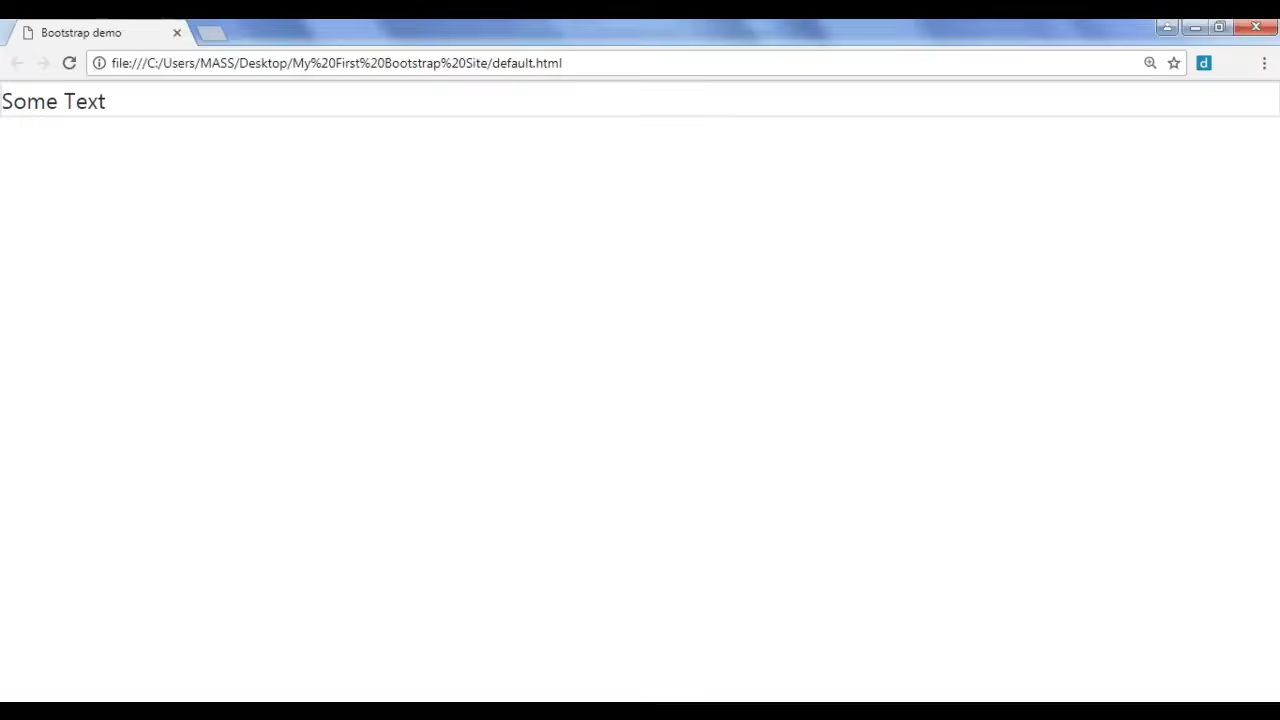 Bootstrap demo
file:///C:/Users/MASS/Desktop/My%20First%20Bootstrap%20Site/default.html
d
Some Text